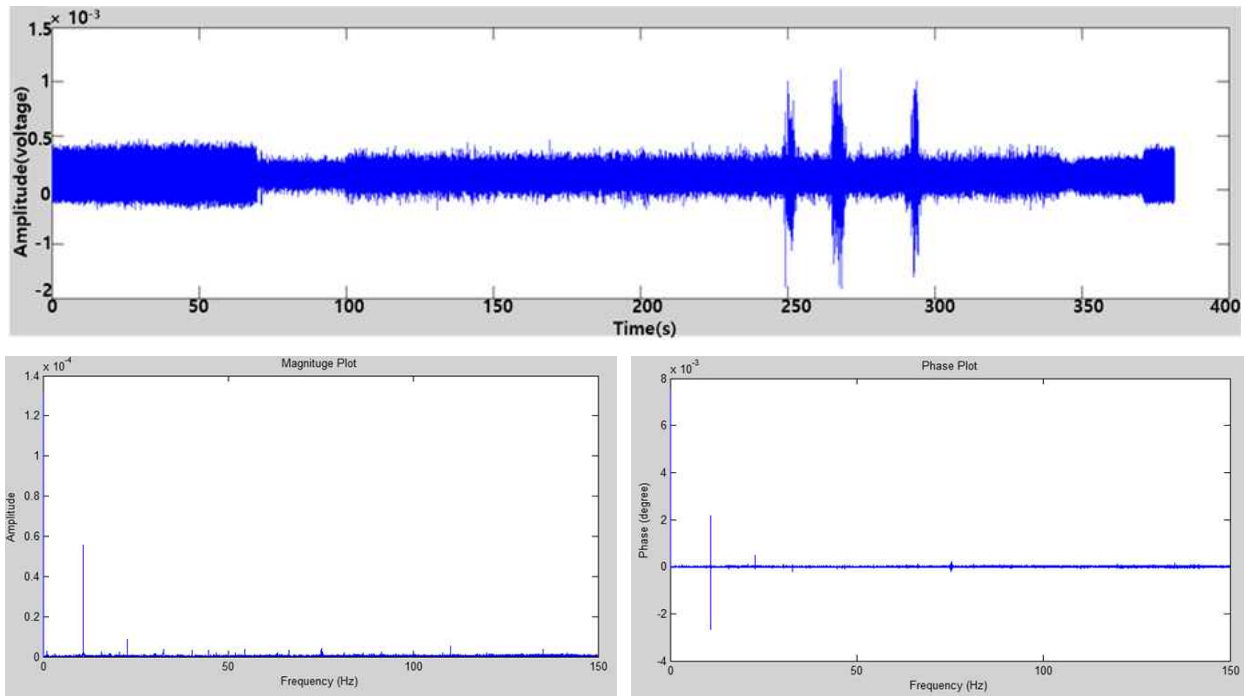 1.5 × 10⁻³
1
0.5
0
-1
-2
Amplitude(voltage)
0 50 100 150 200 250 300 350 400
Time(s)
Magnituge Plot
× 10⁻⁴
1.4
1.2
1
0.8
0.6
0.4
0.2
0
Amplitude
0 50 100 150
Frequency (Hz)
Phase Plot
× 10⁻³
8
6
4
2
0
-2
-4
Phase (degree)
0 50 100 150
Frequency (Hz)